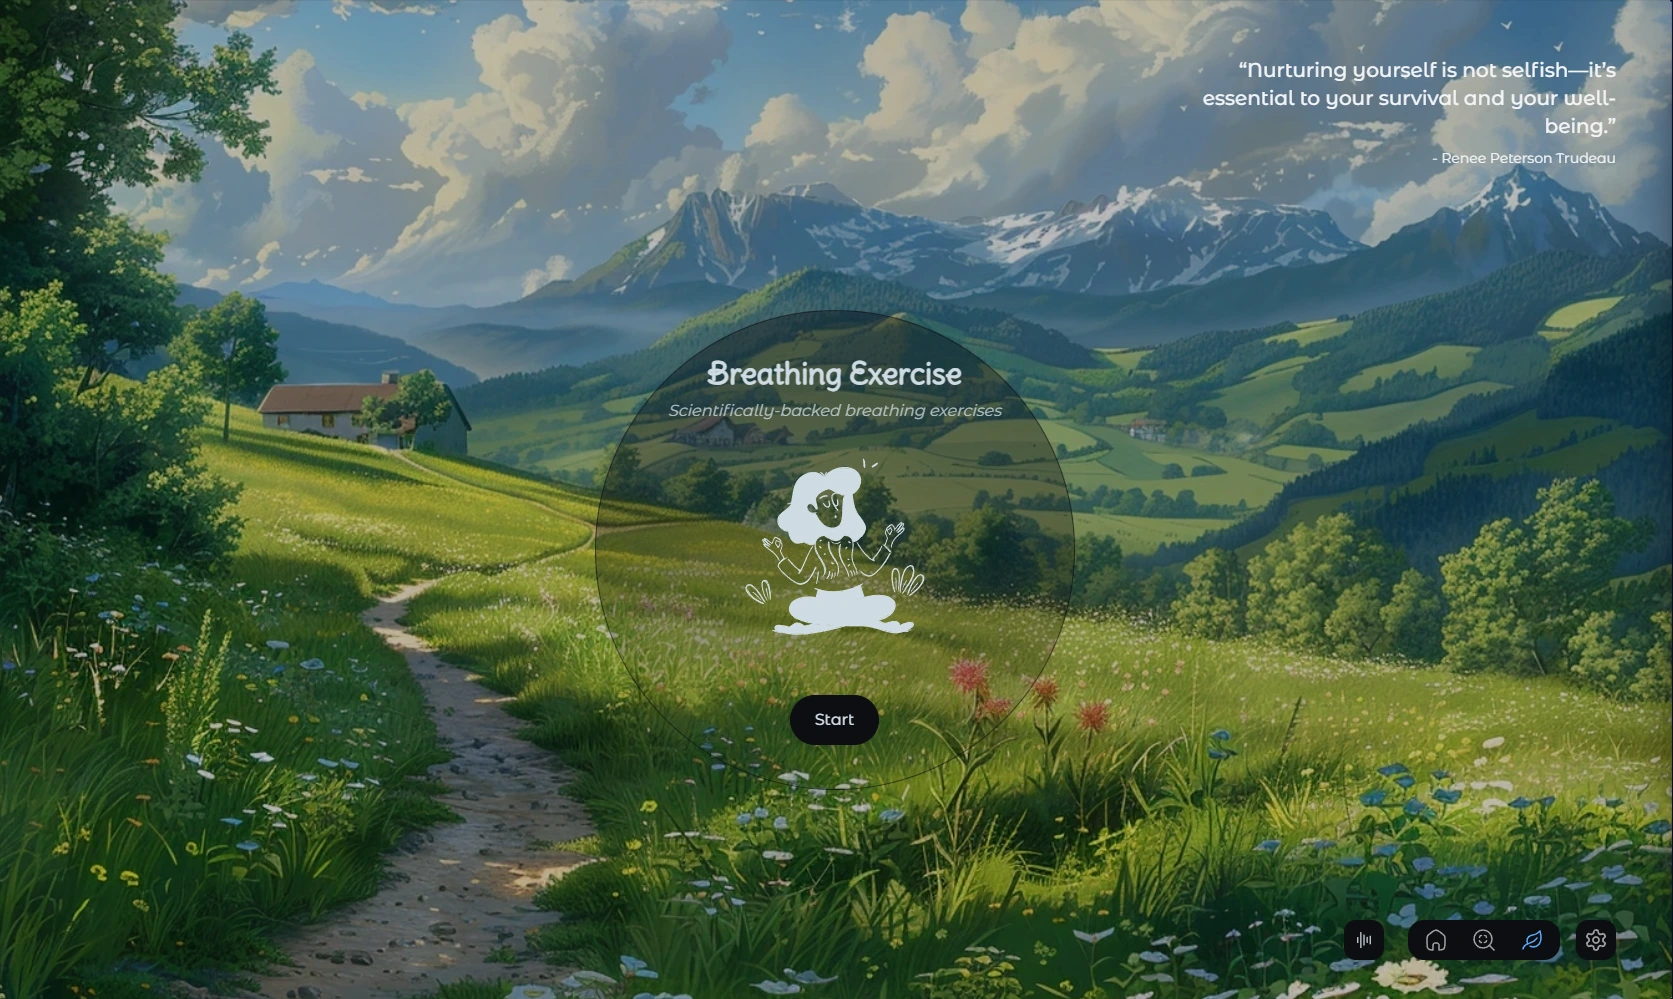 “Nurturing yourself is not selfish—it’s
essential to your survival and your well-
being.”
- Renee Peterson Trudeau
Breathing Exercise
Scientifically-backed breathing exercises
Start